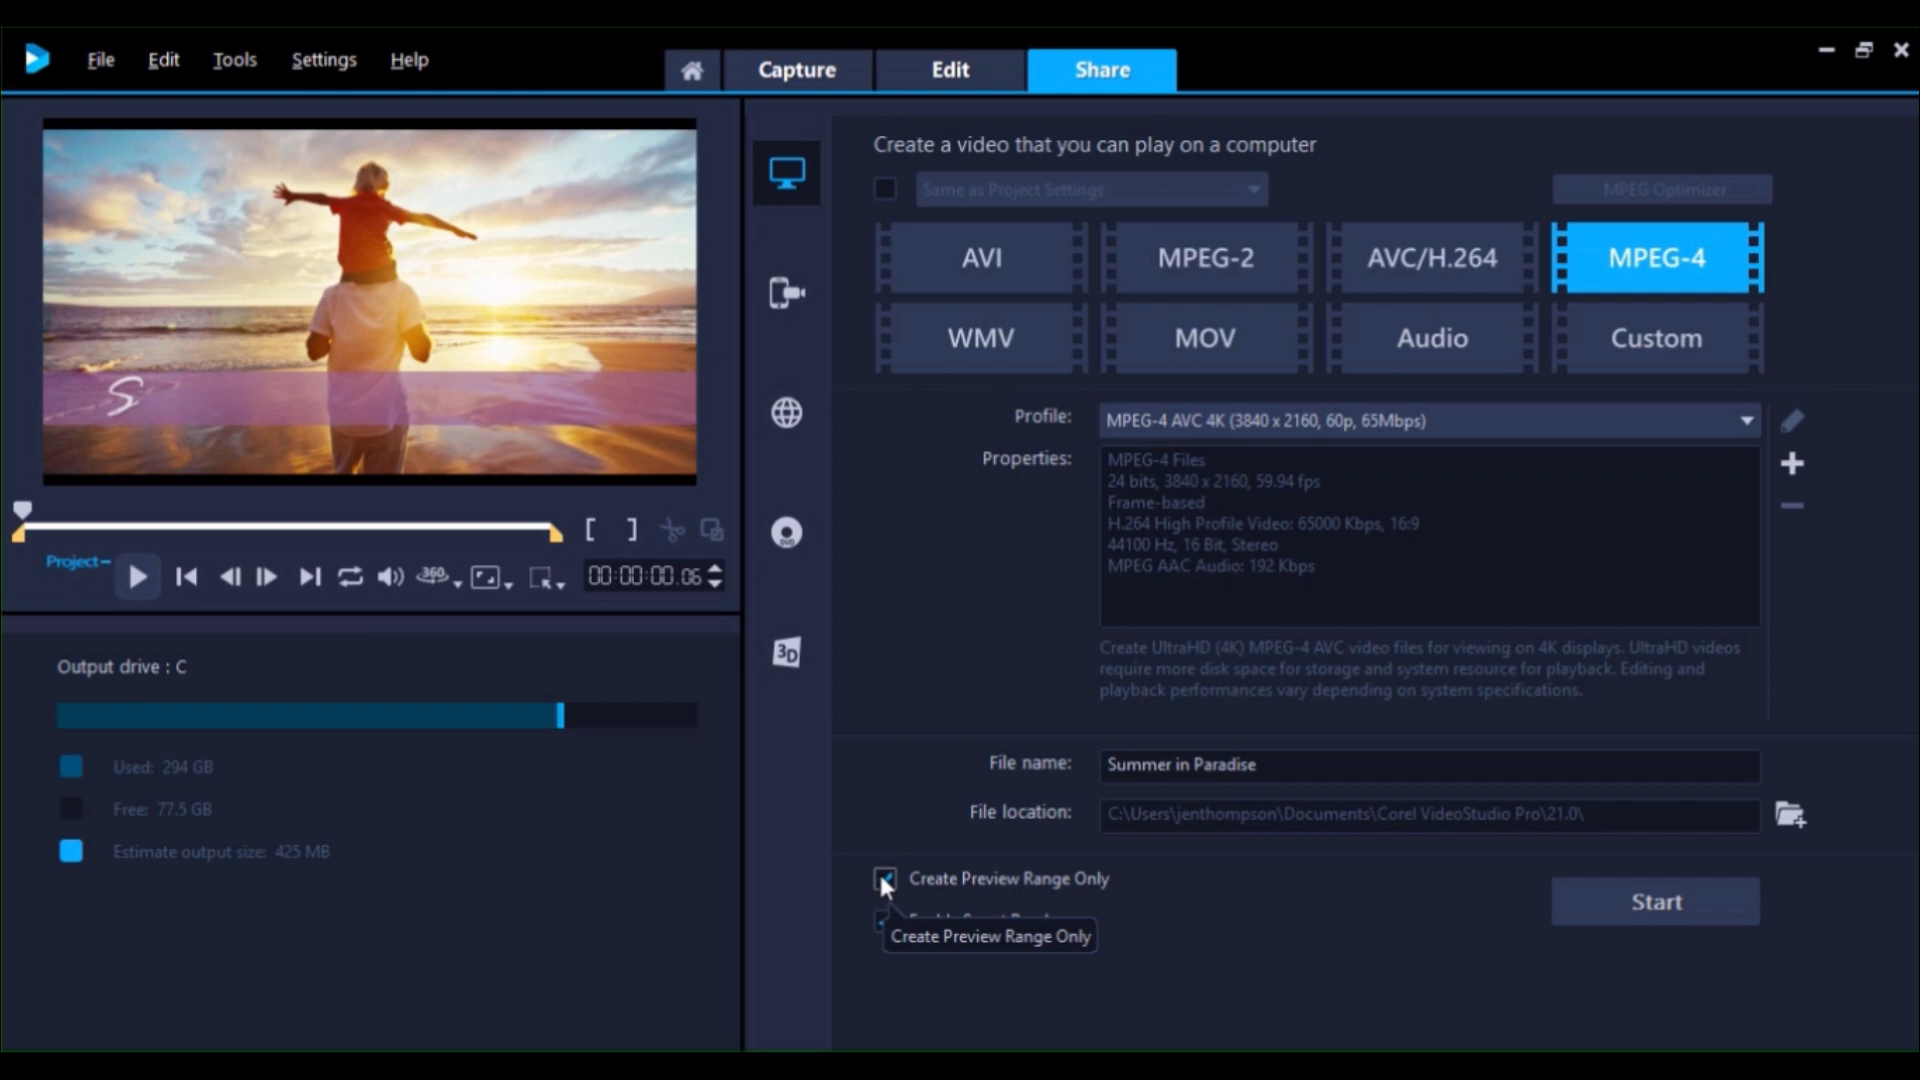 File Edit Tools Settings Help
Capture Edit Share
Create a video that you can play on a computer
Same as Project Settings
MPEG Optimizer
AVI MPEG-2 AVC/H.264 MPEG-4
WMV MOV Audio Custom
S
Profile: MPEG-4 AVC 4K (3840 x 2160, 60p, 65Mbps)
Properties: MPEG-4 Files
24 bits, 3840 x 2160, 59.94 fps
Frame-based
H.264 High Profile Video: 65000 Kbps, 16:9
44100 Hz, 16 Bit, Stereo
MPEG AAC Audio: 192 Kbps
Create UltraHD (4K) MPEG-4 AVC video files for viewing on 4K displays. UltraHD videos
require more disk space for storage and system resource for playback. Editing and
playback performances vary depending on system specifications.
Project
360
00:00:00.06
DVD
3D
Output drive : C
Used: 294 GB
Free: 77.5 GB
Estimate output size: 425 MB
File name: Summer in Paradise
File location: C:\Users\jenthompson\Documents\Corel VideoStudio Pro\21.0\
Create Preview Range Only
Create Preview Range Only
Start